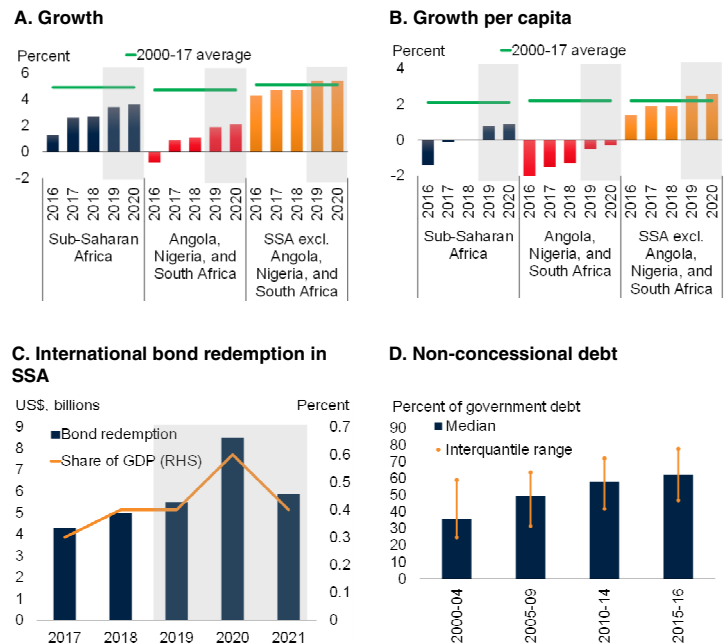 A. Growth
Percent
2000-17 average
6
4
2
0
-2
2016
2017
2018
2019
2020
2016
2017
2018
2019
2020
2016
2017
2018
2019
2020
Sub-Saharan
Africa
Angola,
Nigeria, and
South Africa
SSA excl.
Angola,
Nigeria, and
South Africa
B. Growth per capita
Percent
2000-17 average
4
2
0
-2
2016
2017
2018
2019
2020
2016
2017
2018
2019
2020
2016
2017
2018
2019
2020
Sub-Saharan
Africa
Angola,
Nigeria, and
South Africa
SSA excl.
Angola,
Nigeria, and
South Africa
C. International bond redemption in
SSA
US$, billions
Percent
Bond redemption
Share of GDP (RHS)
9
8
7
6
5
4
3
2
1
0
0.7
0.6
0.5
0.4
0.3
0.2
0.1
0
2017
2018
2019
2020
2021
D. Non-concessional debt
Percent of government debt
Median
Interquantile range
90
80
70
60
50
40
30
20
10
0
2000-04
2005-09
2010-14
2015-16